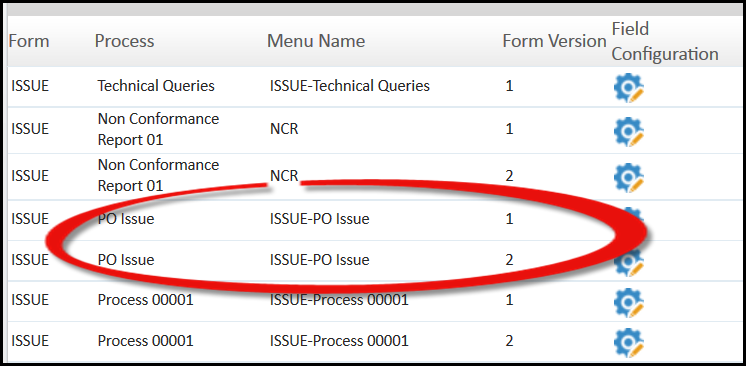 Form Process Menu Name Form Version Field Configuration
ISSUE Technical Queries ISSUE-Technical Queries 1
ISSUE Non Conformance Report 01 NCR 1
ISSUE Non Conformance Report 01 NCR 2
ISSUE PO Issue ISSUE-PO Issue 1
ISSUE PO Issue ISSUE-PO Issue 2
ISSUE Process 00001 ISSUE-Process 00001 1
ISSUE Process 00001 ISSUE-Process 00001 2